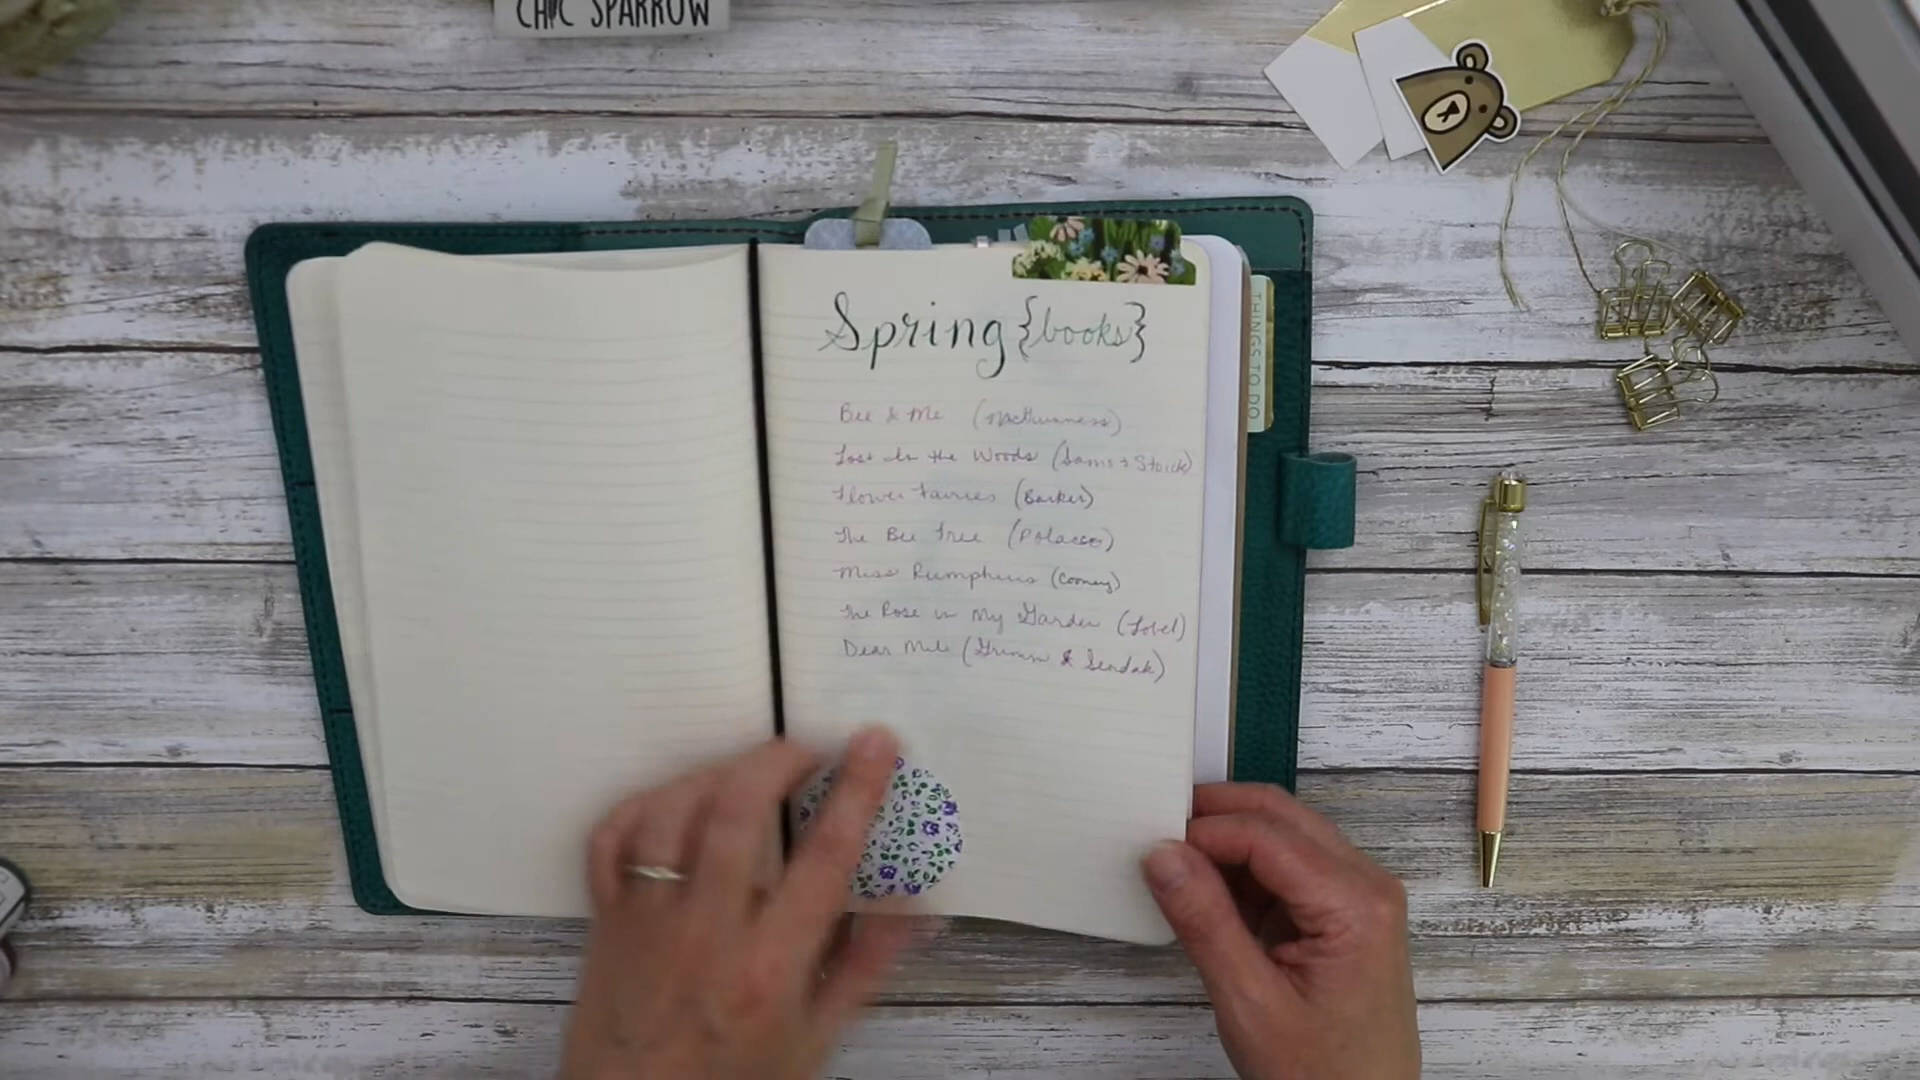 CHIC SPARROW
Spring {books}
THINGS TO DO
Bee & Me (McGuinness)
Lost In the Woods (Sams + Stoick)
Flower Fairies (Barker)
The Bee Tree (Polacco)
Miss Rumphius (Cooney)
The Rose in My Garden (Lobel)
Dear Mili (Grimm & Sendak)